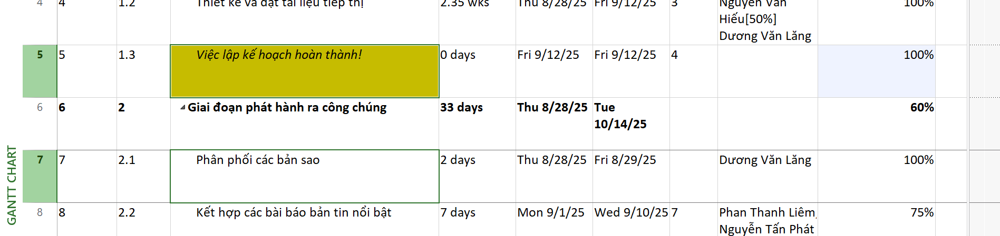 4 4 1.2 Thiết kế và đặt tài liệu tiếp thị 2.35 wks Thu 8/28/25 Fri 9/12/25 3 Nguyễn Văn 100%
Hiếu[50%]
Dương Văn Lăng
5 5 1.3 Việc lập kế hoạch hoàn thành! 0 days Fri 9/12/25 Fri 9/12/25 4 100%
6 6 2 Giai đoạn phát hành ra công chúng 33 days Thu 8/28/25 Tue 60%
10/14/25
7 7 2.1 Phân phối các bản sao 2 days Thu 8/28/25 Fri 8/29/25 Dương Văn Lăng 100%
8 8 2.2 Kết hợp các bài báo bản tin nổi bật 7 days Mon 9/1/25 Wed 9/10/25 7 Phan Thanh Liêm, 75%
Nguyễn Tấn Phát
GANTT CHART